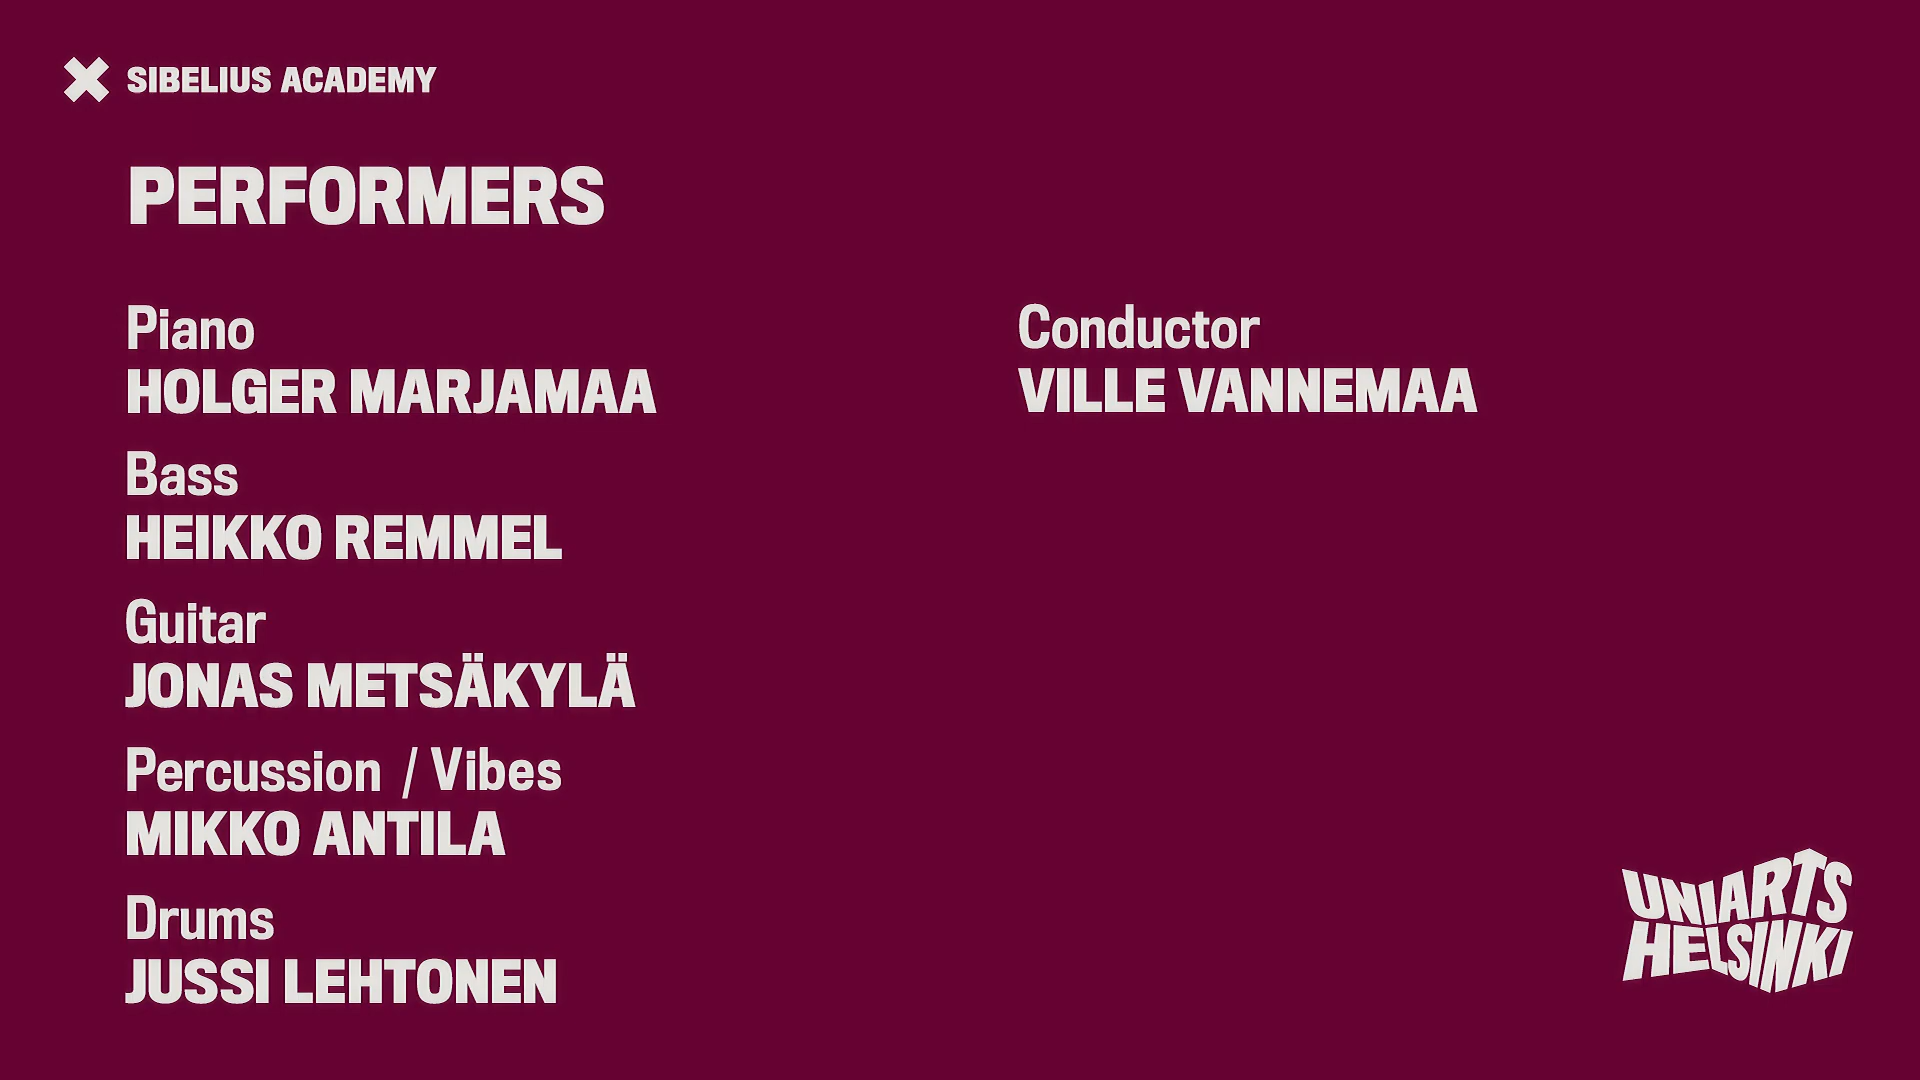 SIBELIUS ACADEMY
PERFORMERS
Piano
HOLGER MARJAMAA
Bass
HEIKKO REMMEL
Guitar
JONAS METSÄKYLÄ
Percussion / Vibes
MIKKO ANTILA
Drums
JUSSI LEHTONEN
Conductor
VILLE VANNEMAA
UNIARTS
HELSINKI